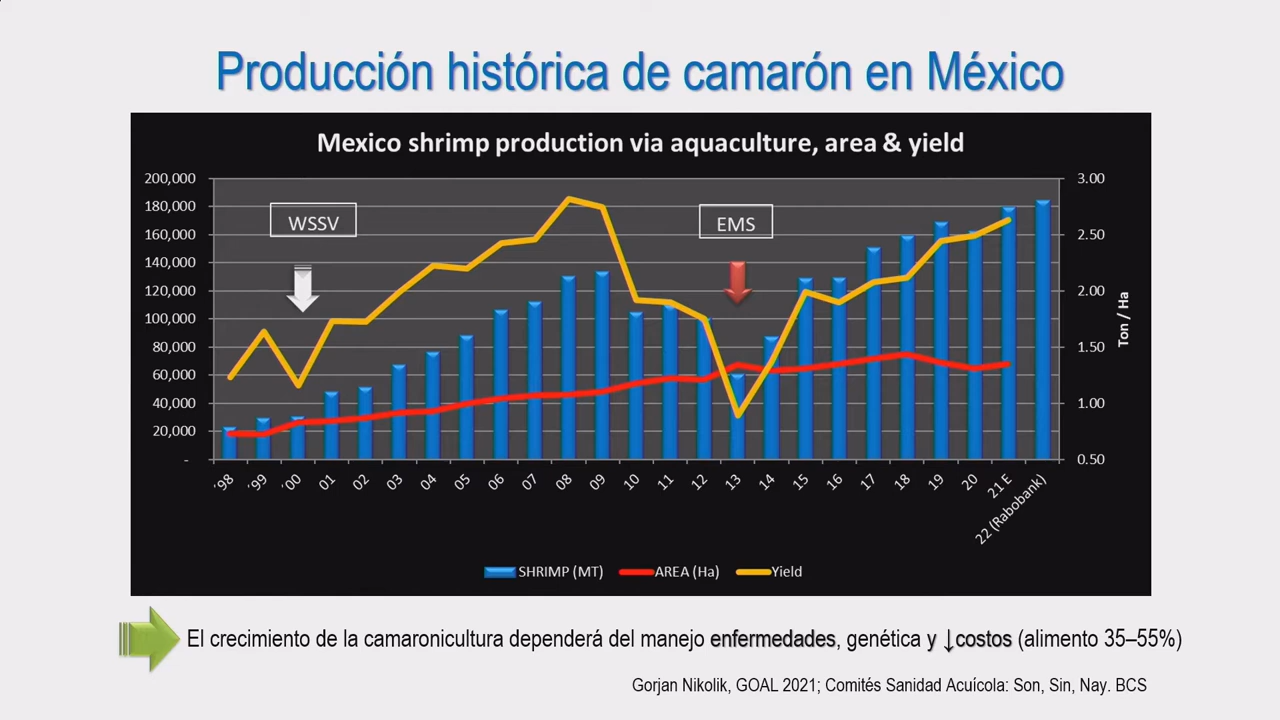 Producción histórica de camarón en México
Mexico shrimp production via aquaculture, area & yield
200,000
180,000
160,000
140,000
120,000
100,000
80,000
60,000
40,000
20,000
-
3.00
2.50
2.00
1.50
1.00
0.50
Ton / Ha
WSSV
EMS
'98 '99 '00 01 02 03 04 05 06 07 08 09 10 11 12 13 14 15 16 17 18 19 20 21 E 22 (Rabobank)
SHRIMP (MT) AREA (Ha) Yield
El crecimiento de la camaronicultura dependerá del manejo enfermedades, genética y ↓costos (alimento 35–55%)
Gorjan Nikolik, GOAL 2021; Comités Sanidad Acuícola: Son, Sin, Nay. BCS